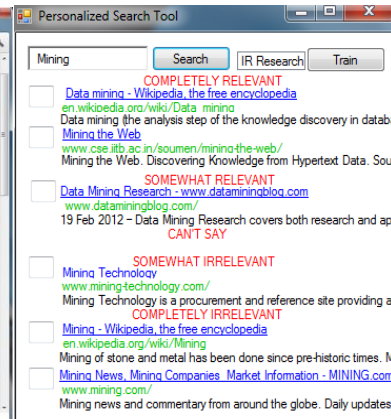 Personalized Search Tool
Mining Search IR Research Train
COMPLETELY RELEVANT
Data mining - Wikipedia, the free encyclopedia
en.wikipedia.org/wiki/Data_mining
Data mining (the analysis step of the knowledge discovery in datab
Mining the Web
www.cse.iitb.ac.in/soumen/mining-the-web/
Mining the Web. Discovering Knowledge from Hypertext Data. Sou
SOMEWHAT RELEVANT
Data Mining Research - www.dataminingblog.com
www.dataminingblog.com/
19 Feb 2012 – Data Mining Research covers both research and ap
CAN'T SAY
SOMEWHAT IRRELEVANT
Mining Technology
www.mining-technology.com/
Mining Technology is a procurement and reference site providing a
COMPLETELY IRRELEVANT
Mining - Wikipedia, the free encyclopedia
en.wikipedia.org/wiki/Mining
Mining of stone and metal has been done since pre-historic times. M
Mining News, Mining Companies Market Information - MINING.com
www.mining.com/
Mining news and commentary from around the globe. Daily updates